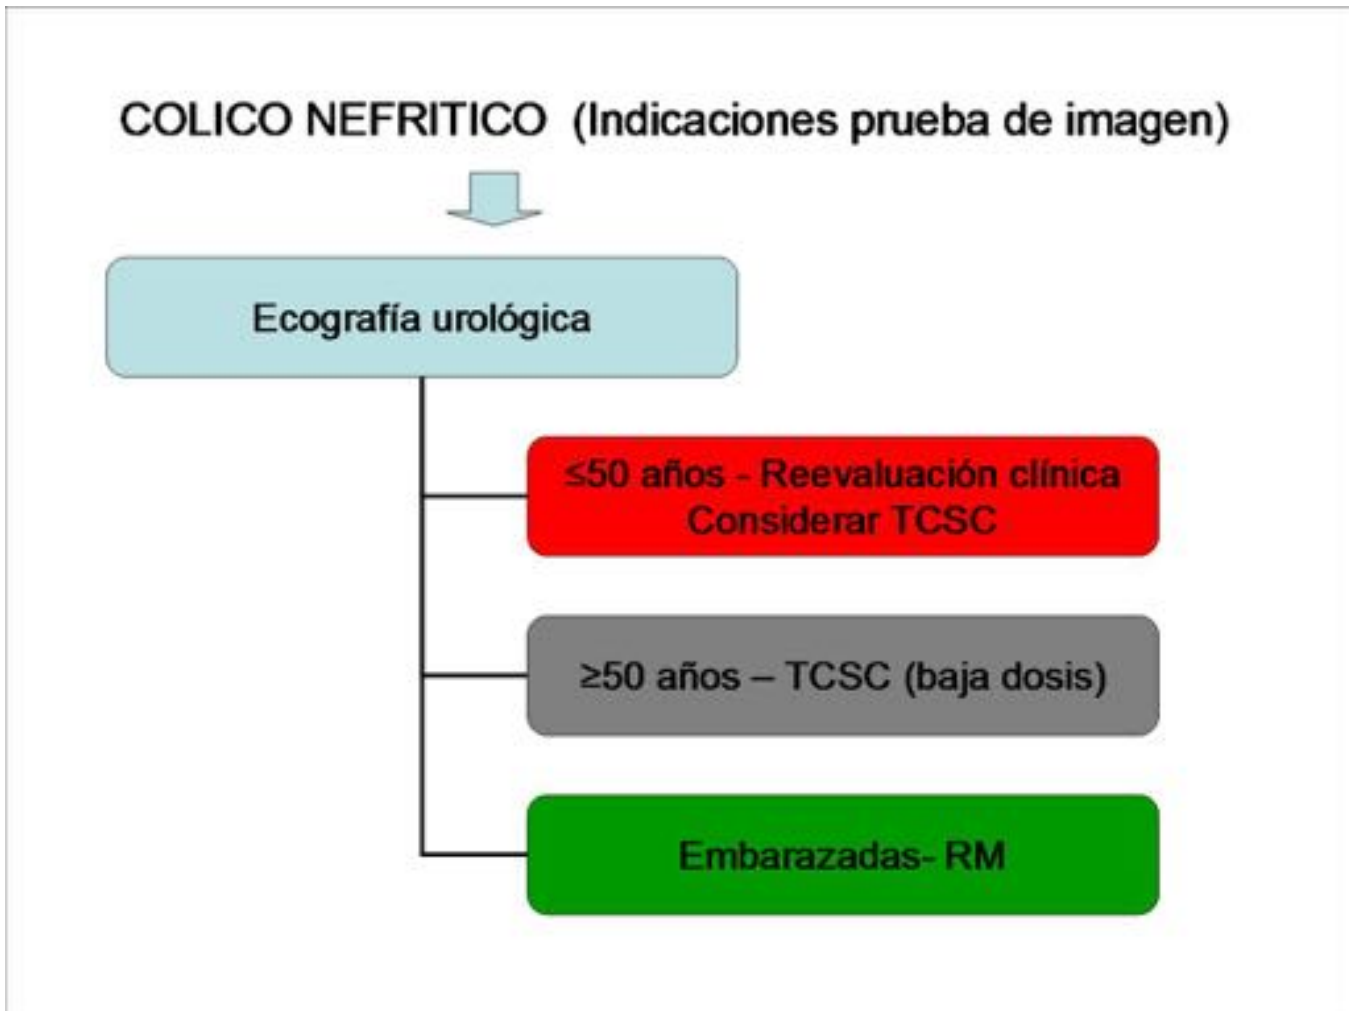 COLICO NEFRITICO (Indicaciones prueba de imagen)
Ecografía urológica
≤50 años - Reevaluación clínica
Considerar TCSC
≥50 años – TCSC (baja dosis)
Embarazadas- RM